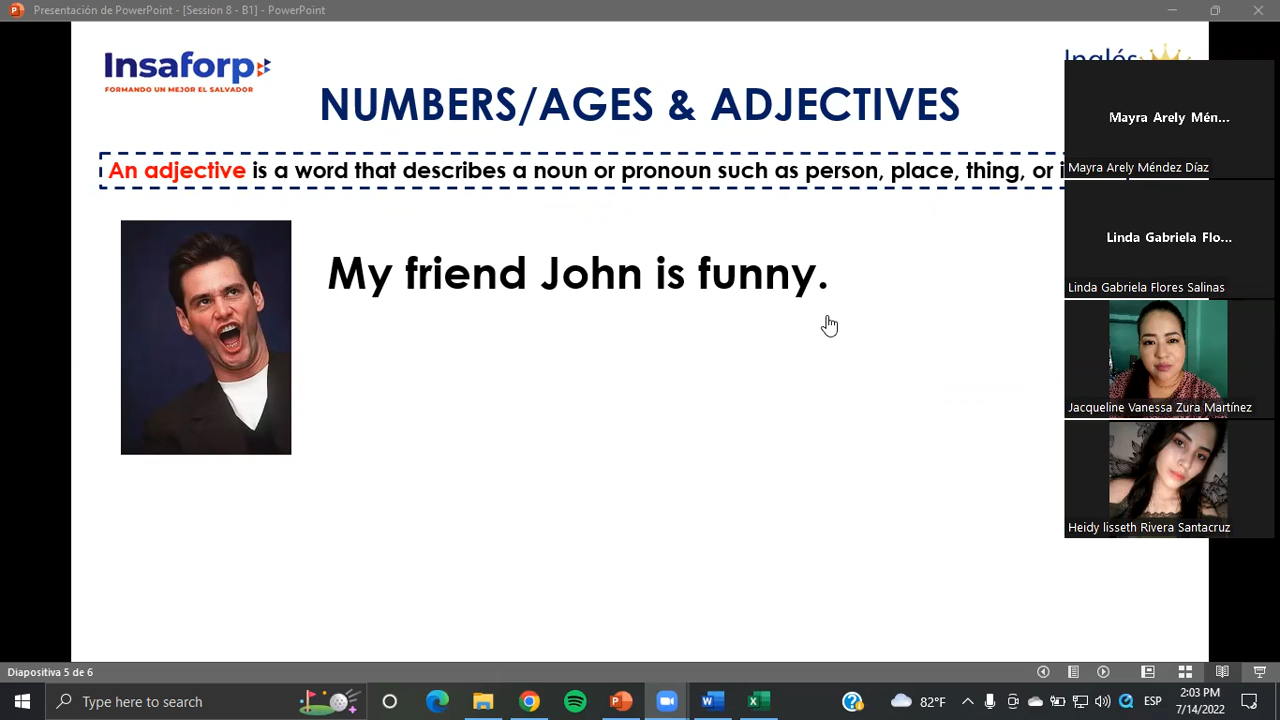 Presentación de PowerPoint - [Session 8 - B1] - PowerPoint
Insaforp
FORMANDO UN MEJOR EL SALVADOR
Inglés
NUMBERS/AGES & ADJECTIVES
An adjective is a word that describes a noun or pronoun such as person, place, thing, or
My friend John is funny.
Mayra Arely Mén...
Mayra Arely Méndez Díaz
Linda Gabriela Flo...
Linda Gabriela Flores Salinas
Jacqueline Vanessa Zura Martínez
Heidy lisseth Rivera Santacruz
Diapositiva 5 de 6
Type here to search
82°F
ESP
2:03 PM
7/14/2022